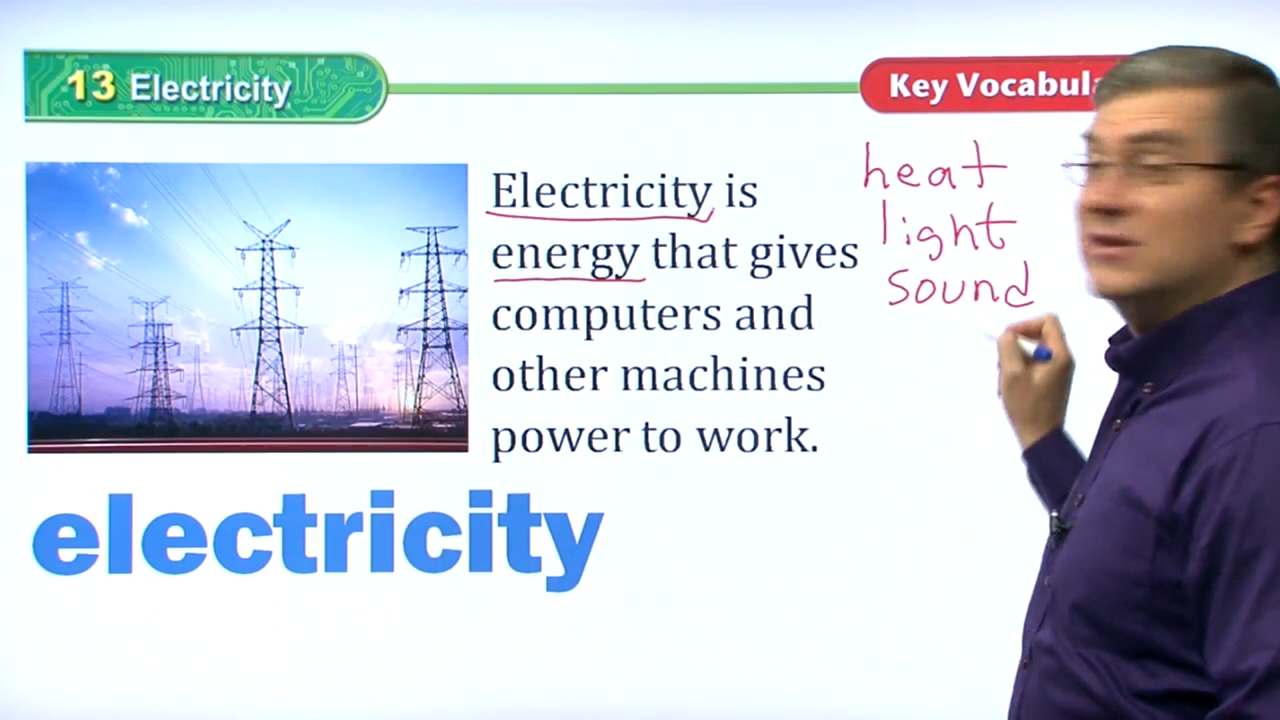 13 Electricity
Key Vocabula
Electricity is
energy that gives
computers and
other machines
power to work.
heat
light
sound
electricity